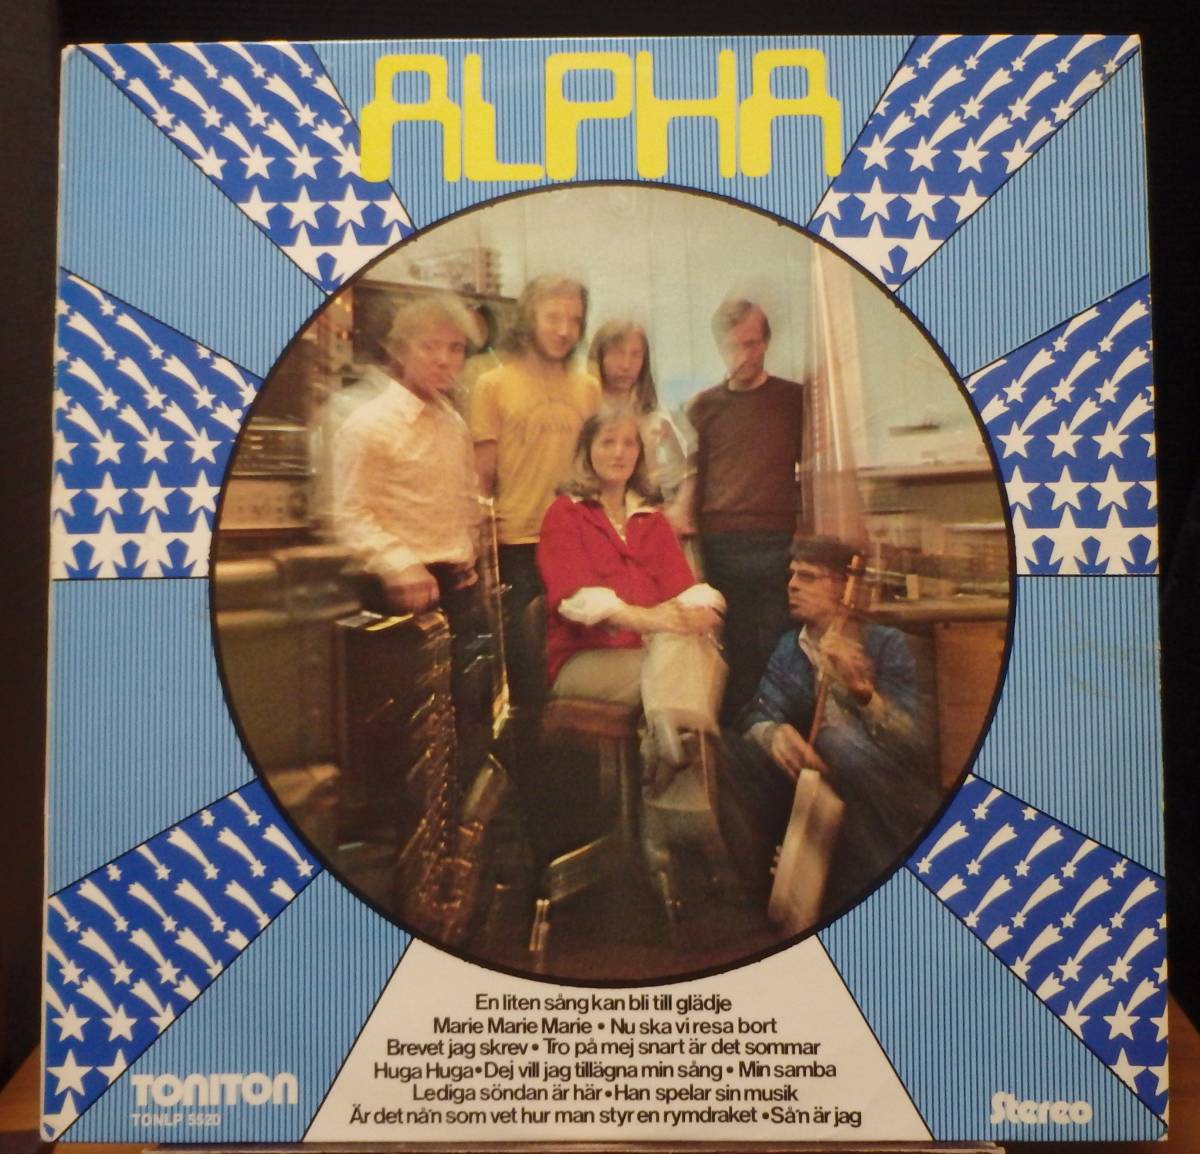 ALPHA
En liten sång kan bli till glädje
Marie Marie Marie • Nu ska vi resa bort
Brevet jag skrev • Tro på mej snart är det sommar
Huga Huga • Dej vill jag tillägna min sång • Min samba
Lediga söndan är här • Han spelar sin musik
Är det nå'n som vet hur man styr en rymdraket • Så'n är jag
TONITON
TONLP 5520
Stereo